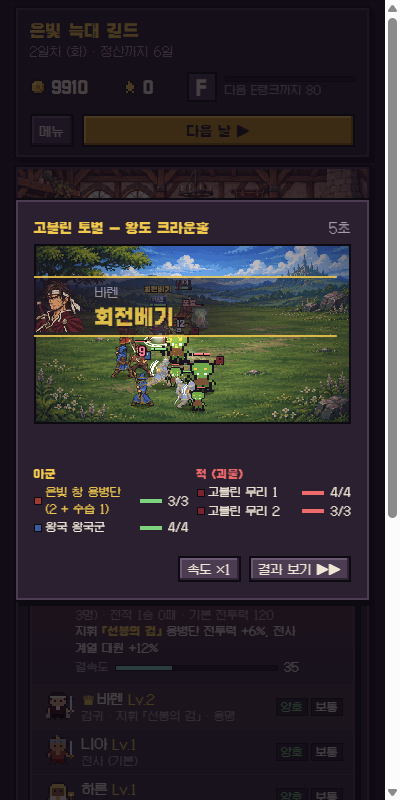 은빛 늑대 길드
2일차 (화) · 정산까지 6일
9910
0
F
다음 E랭크까지 80
메뉴
다음 날 ▶
고블린 토벌 – 왕도 크라운홀
5초
바렌
회전베기
9
12
아군
적 (괴물)
은빛 창 용병단
(2 + 수습 1)
3/3
왕국 왕국군
4/4
고블린 무리 1
4/4
고블린 무리 2
3/3
속도 ×1
결과 보기 ▶▶
3명) · 전적 1승 0패 · 기본 전투력 120
지휘 「선봉의 검」 용병단 전투력 +6%, 전사
계열 대원 +12%
결속도
35
바렌 Lv.2
검귀 · 지휘 「선봉의 검」 · 용명
양호
보통
니아 Lv.1
전사 (기본)
양호
보통
하른 Lv.1
양호
보통